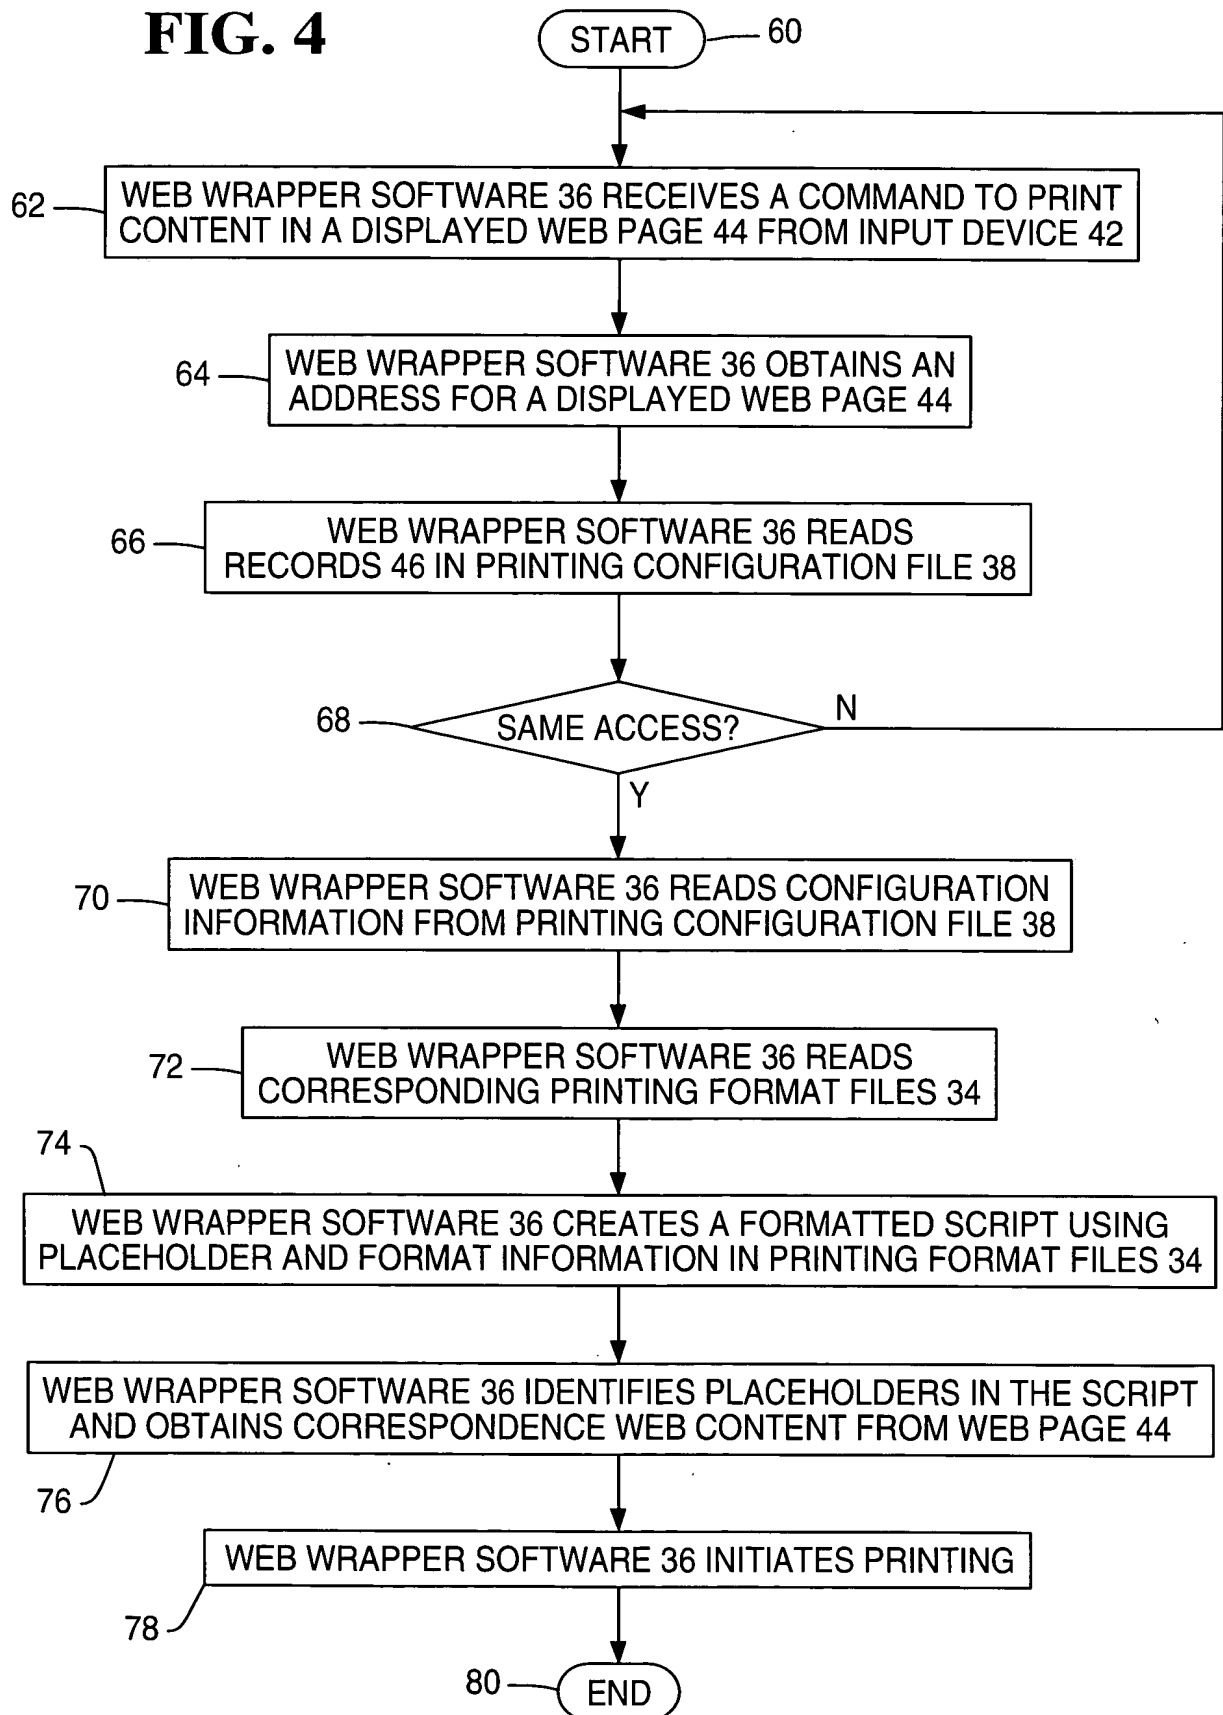 FIG. 4
START
60
62
WEB WRAPPER SOFTWARE 36 RECEIVES A COMMAND TO PRINT
CONTENT IN A DISPLAYED WEB PAGE 44 FROM INPUT DEVICE 42
64
WEB WRAPPER SOFTWARE 36 OBTAINS AN
ADDRESS FOR A DISPLAYED WEB PAGE 44
66
WEB WRAPPER SOFTWARE 36 READS
RECORDS 46 IN PRINTING CONFIGURATION FILE 38
68
SAME ACCESS?
N
Y
70
WEB WRAPPER SOFTWARE 36 READS CONFIGURATION
INFORMATION FROM PRINTING CONFIGURATION FILE 38
72
WEB WRAPPER SOFTWARE 36 READS
CORRESPONDING PRINTING FORMAT FILES 34
74
WEB WRAPPER SOFTWARE 36 CREATES A FORMATTED SCRIPT USING
PLACEHOLDER AND FORMAT INFORMATION IN PRINTING FORMAT FILES 34
WEB WRAPPER SOFTWARE 36 IDENTIFIES PLACEHOLDERS IN THE SCRIPT
AND OBTAINS CORRESPONDENCE WEB CONTENT FROM WEB PAGE 44
76
WEB WRAPPER SOFTWARE 36 INITIATES PRINTING
78
80
END